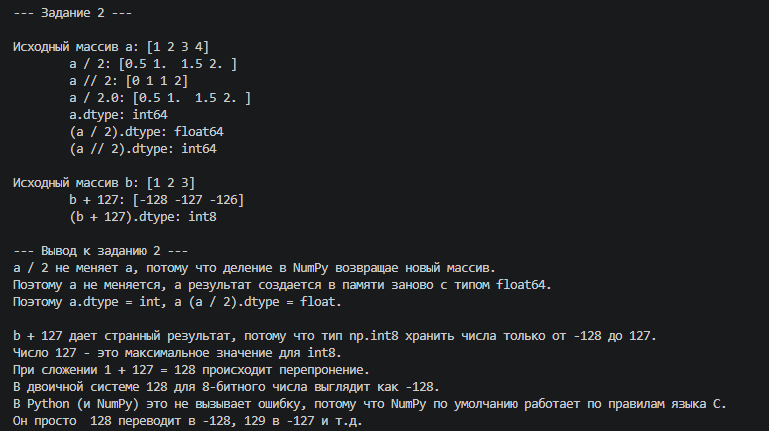 --- Задание 2 ---
Исходный массив a: [1 2 3 4]
a / 2: [0.5 1.  1.5 2. ]
a // 2: [0 1 1 2]
a / 2.0: [0.5 1.  1.5 2. ]
a.dtype: int64
(a / 2).dtype: float64
(a // 2).dtype: int64
Исходный массив b: [1 2 3]
b + 127: [-128 -127 -126]
(b + 127).dtype: int8
--- Вывод к заданию 2 ---
a / 2 не меняет a, потому что деление в NumPy возвращае новый массив.
Поэтому a не меняется, а результат создается в памяти заново с типом float64.
Поэтому a.dtype = int, а (a / 2).dtype = float.
b + 127 дает странный результат, потому что тип np.int8 хранить числа только от -128 до 127.
Число 127 - это максимальное значение для int8.
При сложении 1 + 127 = 128 происходит перепронение.
В двоичной системе 128 для 8-битного числа выглядит как -128.
В Python (и NumPy) это не вызывает ошибку, потому что NumPy по умолчанию работает по правилам языка C.
Он просто  128 переводит в -128, 129 в -127 и т.д.